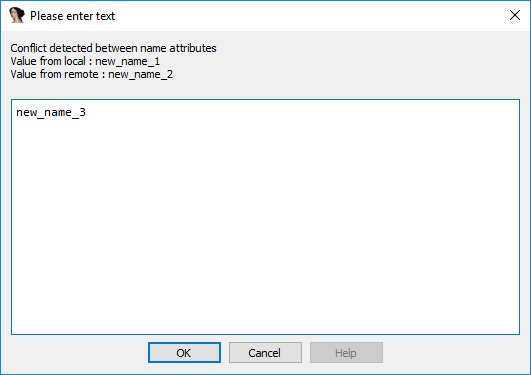 Please enter text
Conflict detected between name attributes
Value from local : new_name_1
Value from remote : new_name_2
new_name_3
OK
Cancel
Help